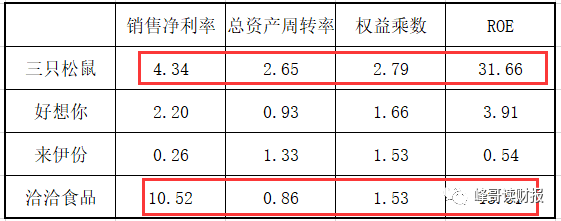 销售净利率 总资产周转率 权益乘数 ROE
三只松鼠 4.34 2.65 2.79 31.66
好想你 2.20 0.93 1.66 3.91
来伊份 0.26 1.33 1.53 0.54
洽洽食品 10.52 0.86 1.53
峰哥读财报